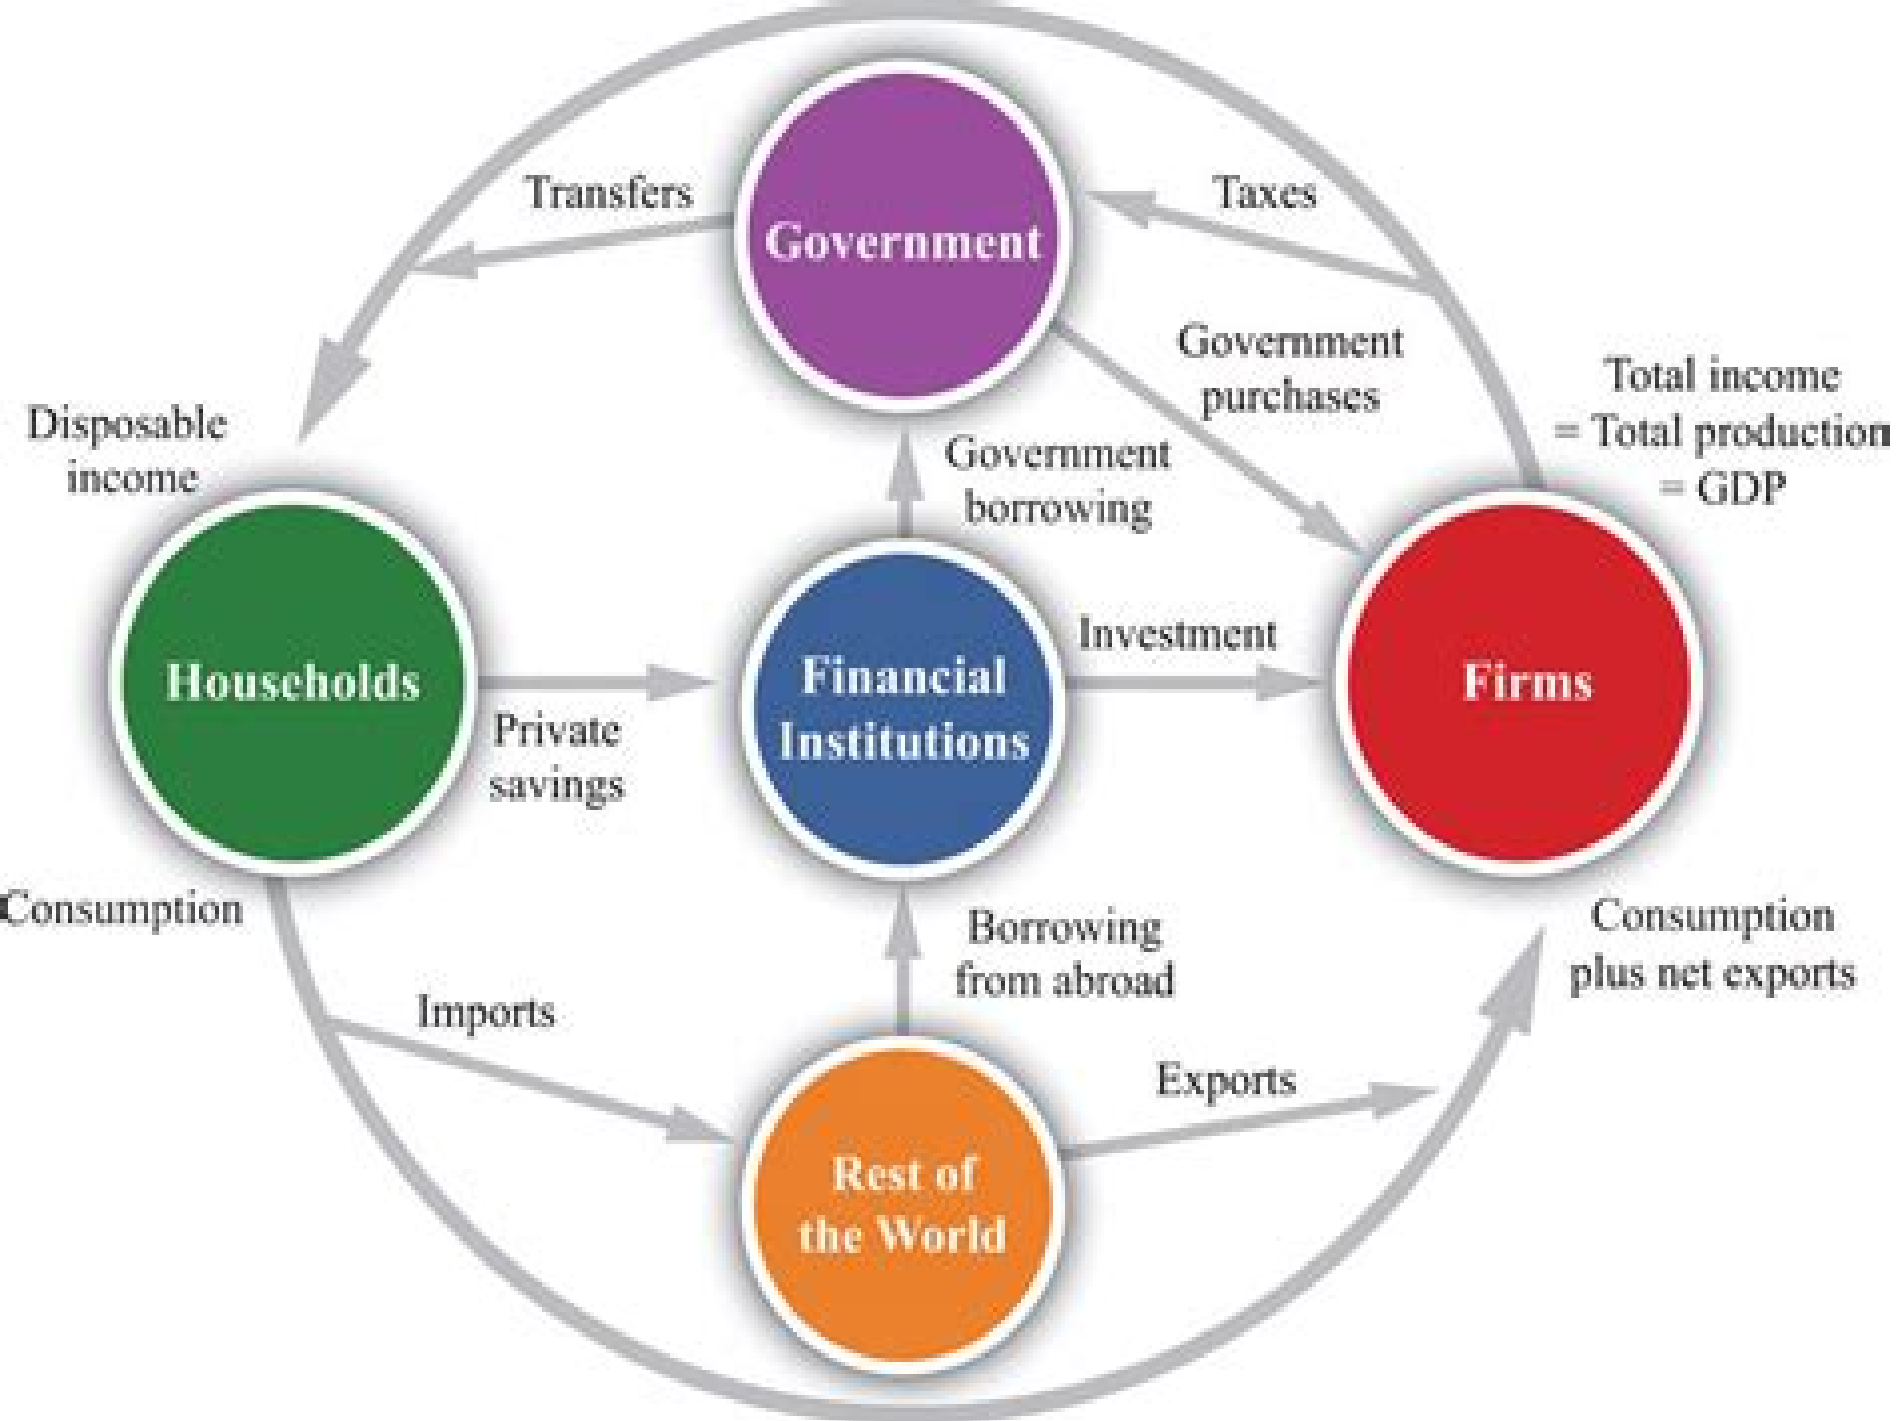 Transfers
Taxes
Government
Government
purchases
Total income
= Total production
= GDP
Disposable
income
Government
borrowing
Households
Private
savings
Financial
Institutions
Investment
Firms
Consumption
Borrowing
from abroad
Consumption
plus net exports
Imports
Exports
Rest of
the World